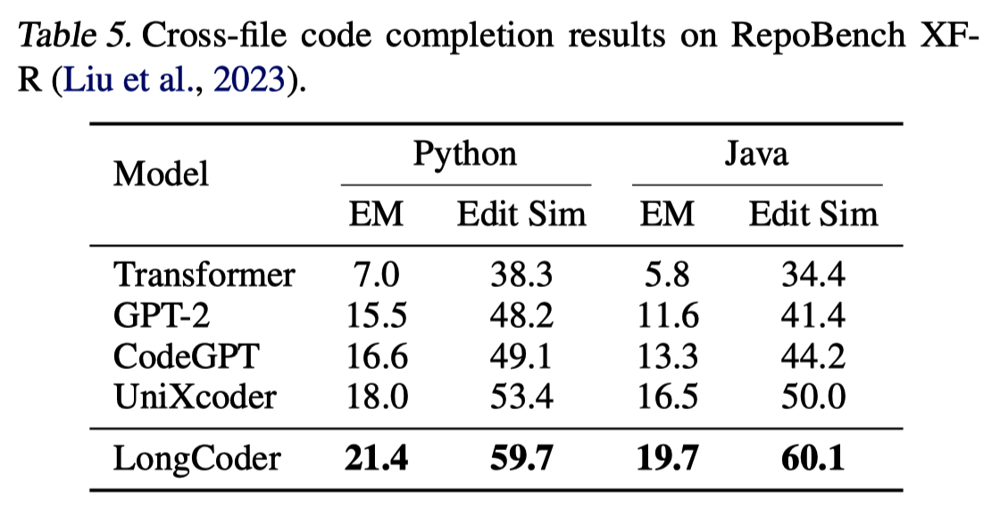 Table 5. Cross-file code completion results on RepoBench XF-
R (Liu et al., 2023).
Model Python Java
EM Edit Sim EM Edit Sim
Transformer 7.0 38.3 5.8 34.4
GPT-2 15.5 48.2 11.6 41.4
CodeGPT 16.6 49.1 13.3 44.2
UniXcoder 18.0 53.4 16.5 50.0
LongCoder 21.4 59.7 19.7 60.1